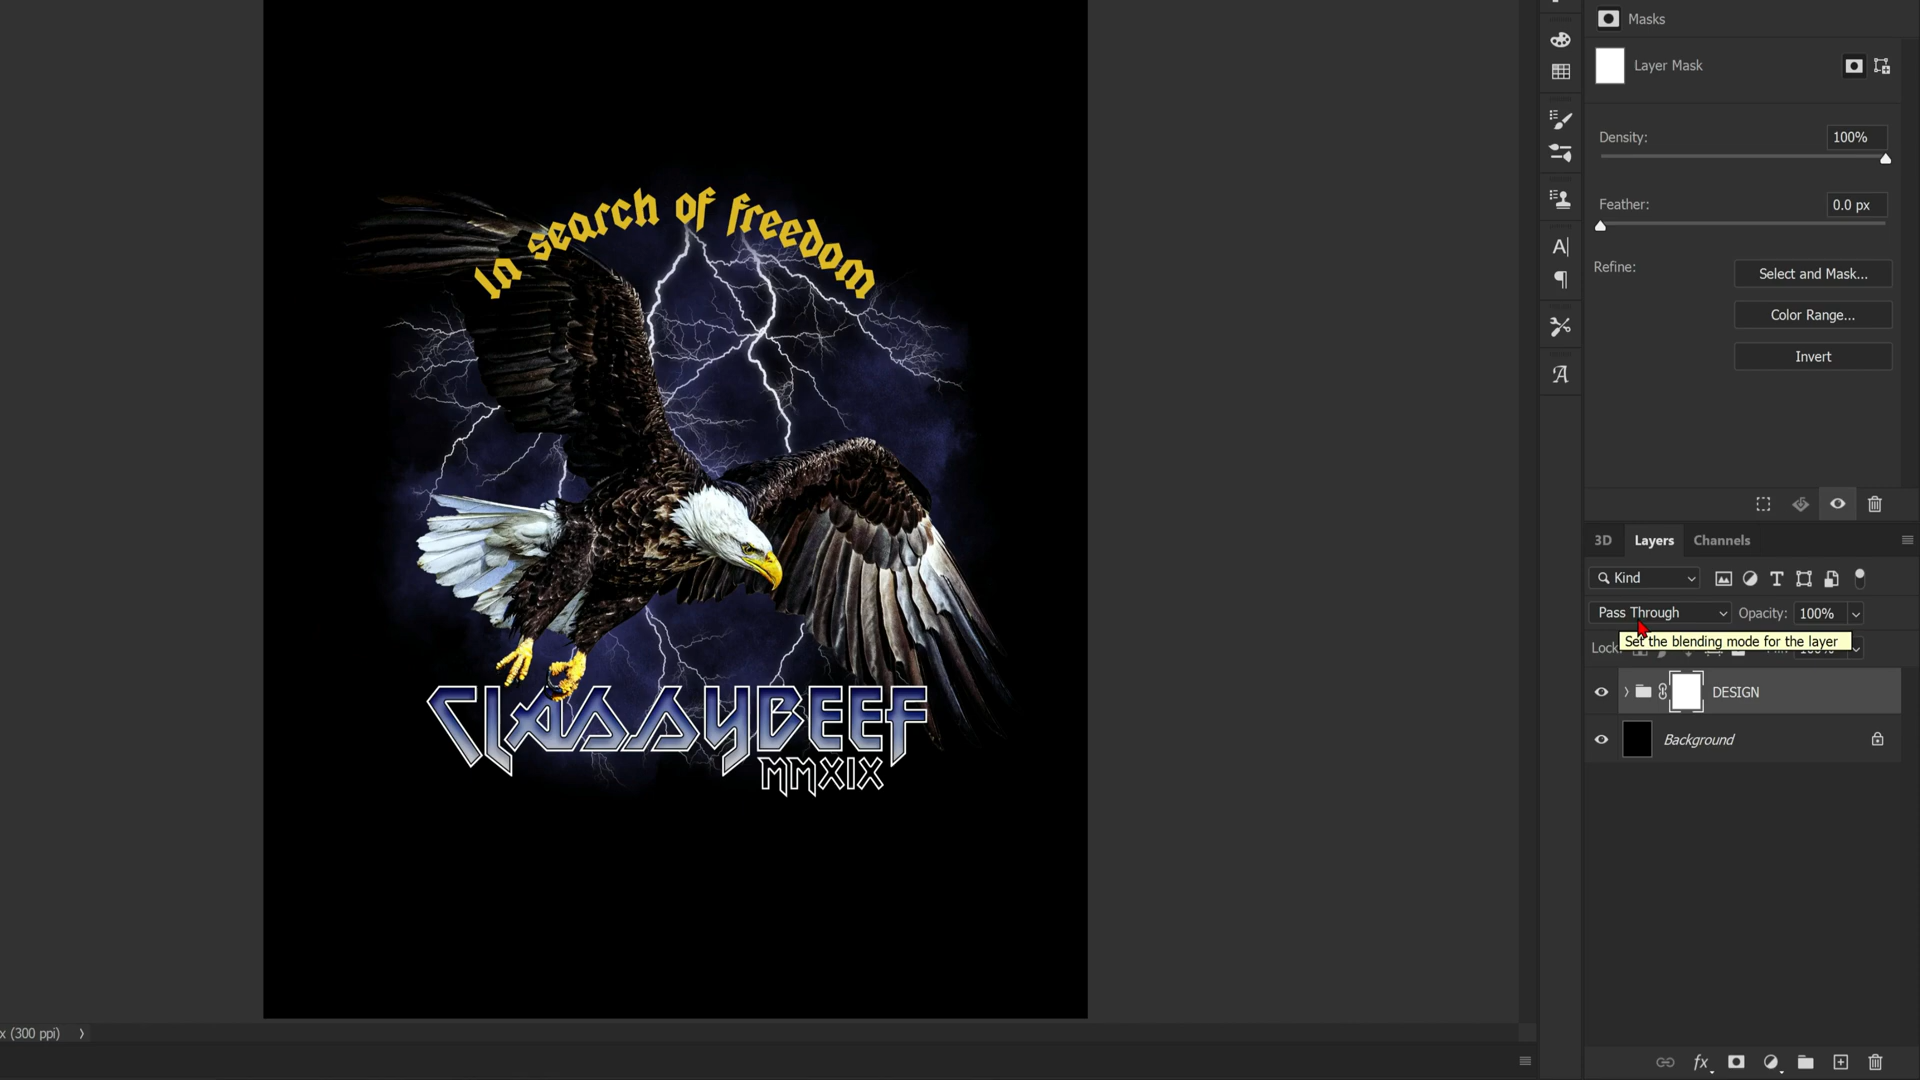 Masks
Layer Mask
Density:
100%
Feather:
0.0 px
Refine:
Select and Mask...
Color Range...
Invert
In search of freedom
CLASSYBEEF
MMXIX
3D
Layers
Channels
Kind
Pass Through
Opacity:
100%
Set the blending mode for the layer
Lock
DESIGN
Background
x (300 ppi)
fx